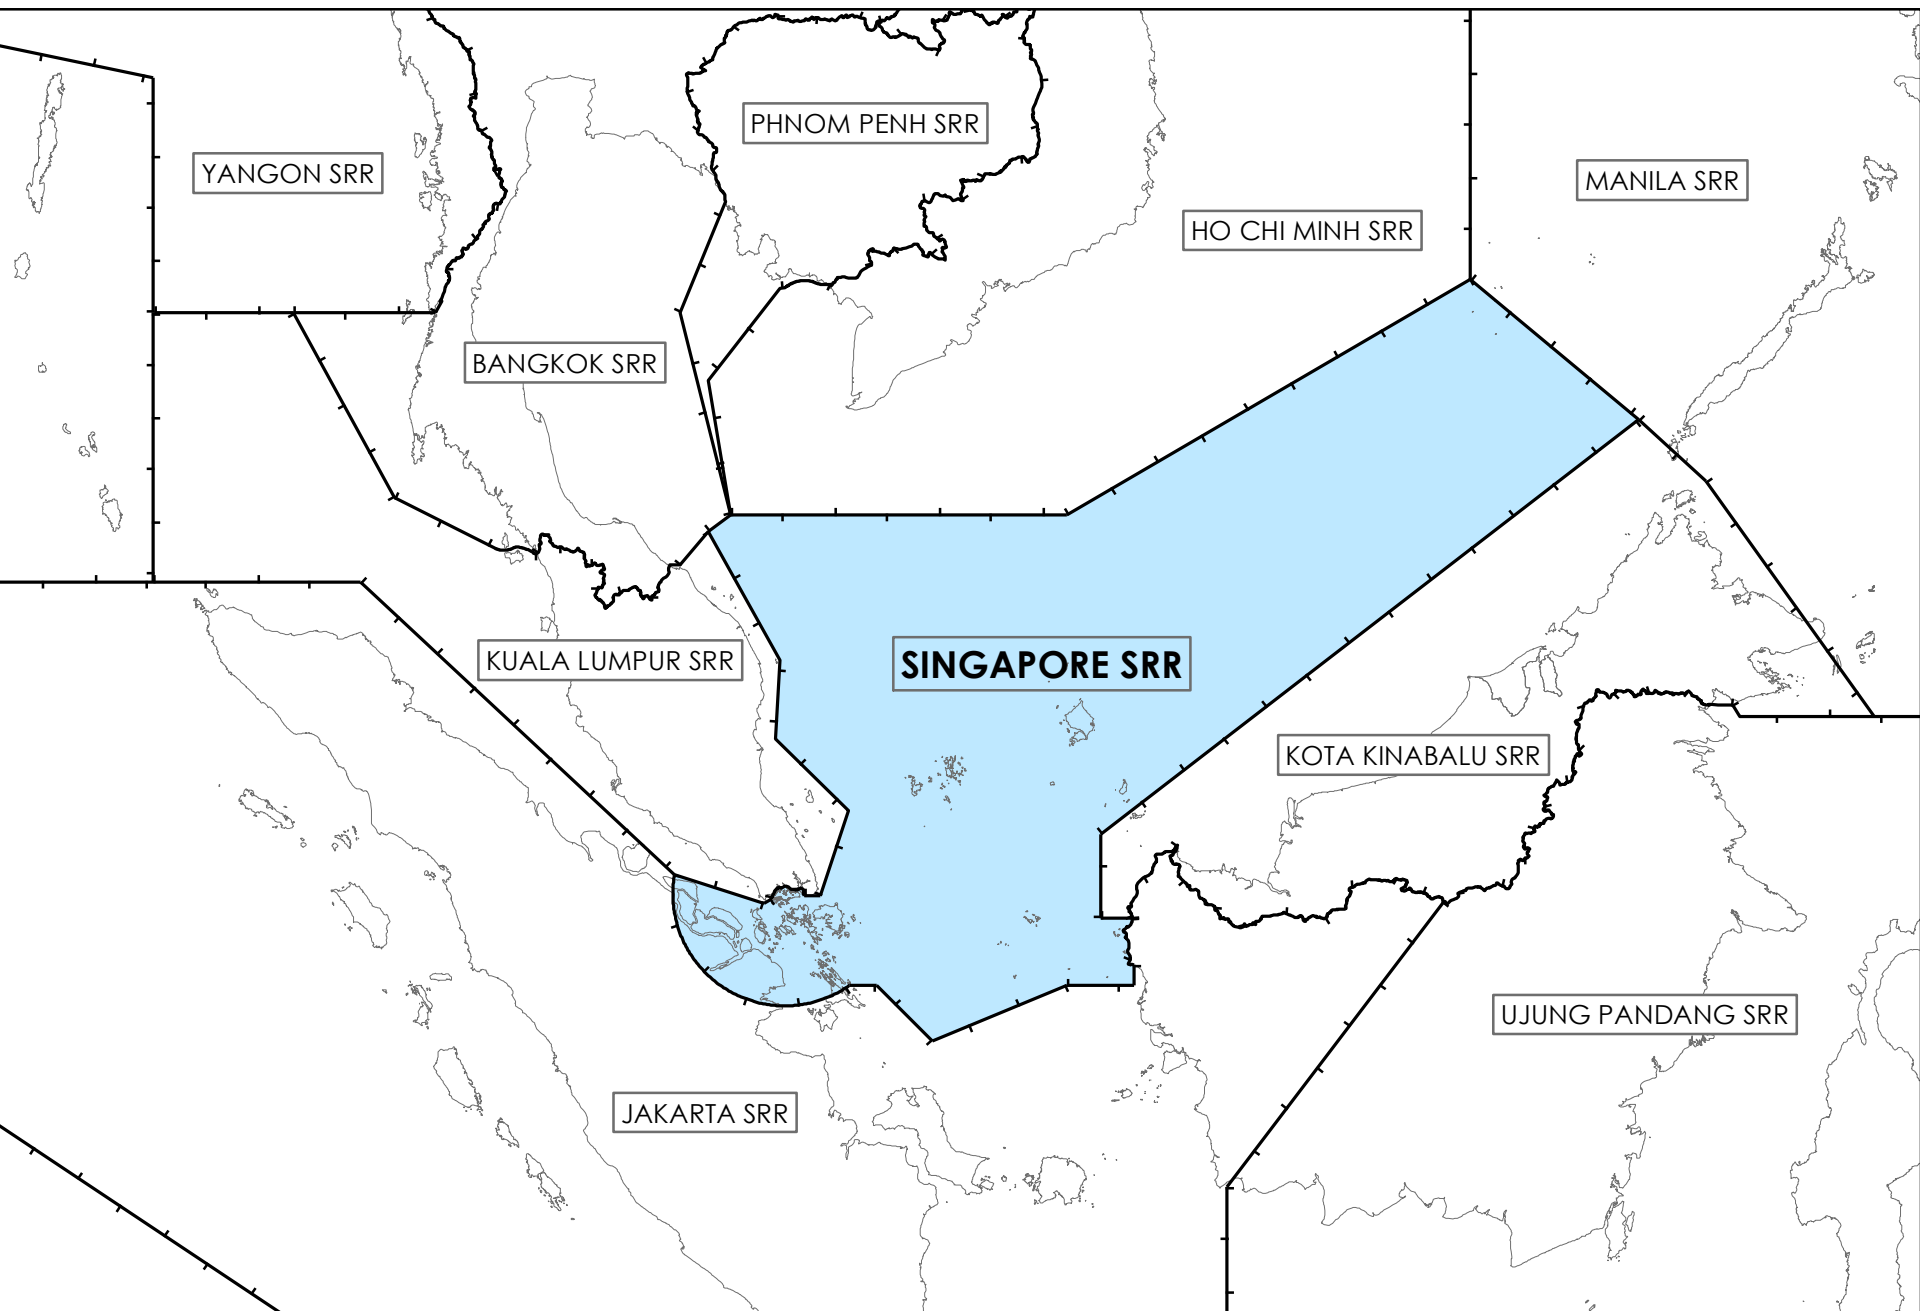 PHNOM PENH SRR
YANGON SRR
MANILA SRR
HO CHI MINH SRR
BANGKOK SRR
KUALA LUMPUR SRR
SINGAPORE SRR
KOTA KINABALU SRR
UJUNG PANDANG SRR
JAKARTA SRR